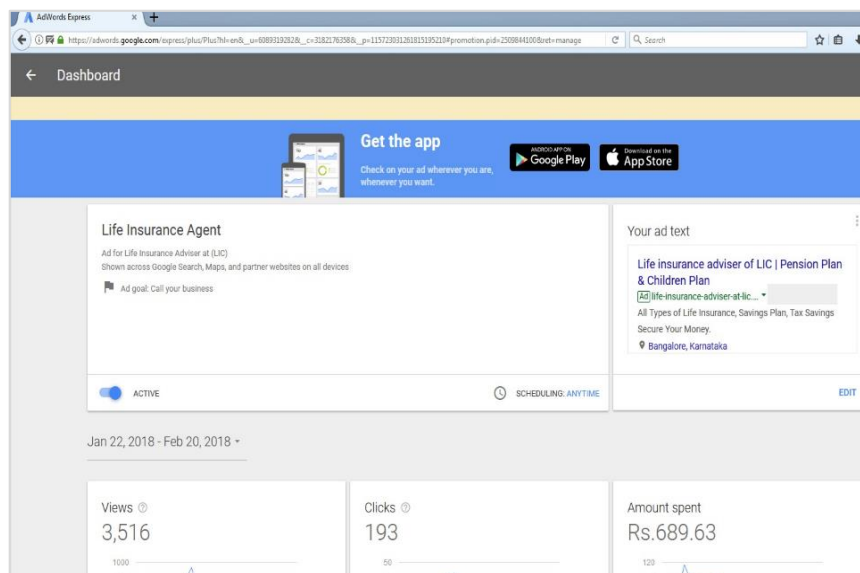 AdWords Express
https://adwords.google.com/express/plus/Plus?hl=en&__u=6089319282&__c=3182176358&__p=115723031261815195210#promotion.pid=2509844100&ret=manage
Search
Dashboard
Get the app
Check on your ad wherever you are,
whenever you want.
ANDROID APP ON
Google Play
Download on the
App Store
Life Insurance Agent
Ad for Life Insurance Adviser at (LIC)
Shown across Google Search, Maps, and partner websites on all devices
Ad goal: Call your business
ACTIVE
SCHEDULING: ANYTIME
Your ad text
Life insurance adviser of LIC | Pension Plan
& Children Plan
Ad life-insurance-adviser-at-lic....
All Types of Life Insurance, Savings Plan, Tax Savings
Secure Your Money.
Bangalore, Karnataka
EDIT
Jan 22, 2018 - Feb 20, 2018
Views
3,516
1000
Clicks
193
50
Amount spent
Rs.689.63
120